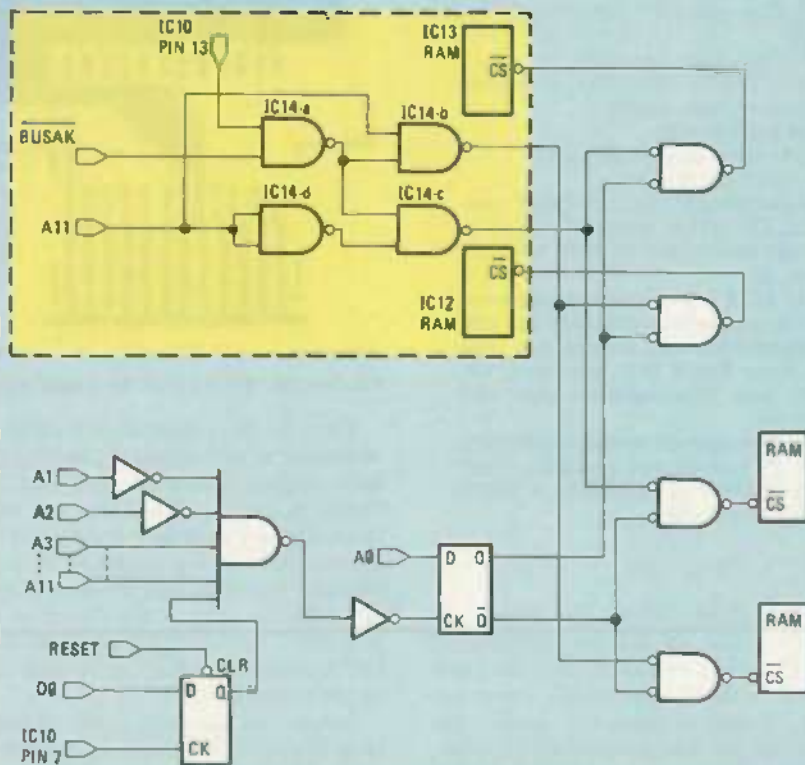 IC10
PIN 13
IC13
RAM
CS
IC14-a
IC14-b
BUSAK
IC14-d
IC14-c
A11
CS
IC12
RAM
A1
A2
A3
A11
A0
D Q
CK Q
RAM
CS
RESET
CLR
D Q
CK
IC10
PIN 7
RAM
CS